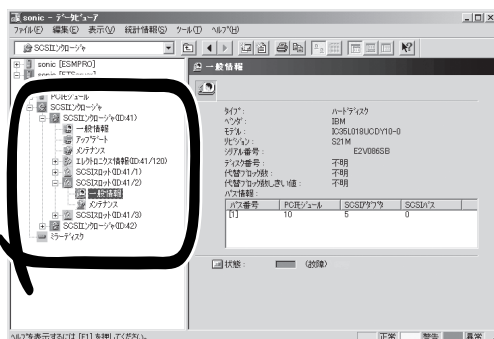 sonic - ﾃﾞｰﾀﾋﾞｭｰｱ
ﾌｧｲﾙ(F) 編集(E) 表示(V) 統計情報(S) ﾂｰﾙ(T) ﾍﾙﾌﾟ(H)
SCSIｴﾝｸﾛｰｼﾞｬ
sonic [ESMPRO]
一般情報
SCSIｴﾝｸﾛｰｼﾞｬ
SCSIｴﾝｸﾛｰｼﾞｬ(ID:41)
一般情報
ｱｯﾌﾟﾃﾞｰﾄ
ﾒﾝﾃﾅﾝｽ
ｴﾚｸﾄﾛﾆｸｽ情報(ID:41/120)
SCSIｽﾛｯﾄ(ID:41/1)
SCSIｽﾛｯﾄ(ID:41/2)
一般情報
ﾒﾝﾃﾅﾝｽ
SCSIｽﾛｯﾄ(ID:41/3)
SCSIｴﾝｸﾛｰｼﾞｬ(ID:42)
ﾐﾗｰﾃﾞｨｽｸ
ﾀｲﾌﾟ: ﾊｰﾄﾞﾃﾞｨｽｸ
ﾍﾞﾝﾀﾞ: IBM
ﾓﾃﾞﾙ: IC35L018UCDY10-0
ﾘﾋﾞｼﾞｮﾝ: S21M
ｼﾘｱﾙ番号: E2V086SB
ﾃﾞｨｽｸ番号: 不明
代替ﾌﾞﾛｯｸ数: 不明
代替ﾌﾞﾛｯｸ数しきい値: 不明
ﾊﾟｽ情報:
ﾊﾟｽ番号 PCIﾓｼﾞｭｰﾙ SCSIｱﾀﾞﾌﾟﾀ SCSIﾊﾞｽ
[1] 10 5 0
状態: (故障)
ﾍﾙﾌﾟを表示するには [F1] を押してください。
正常 警告 異常